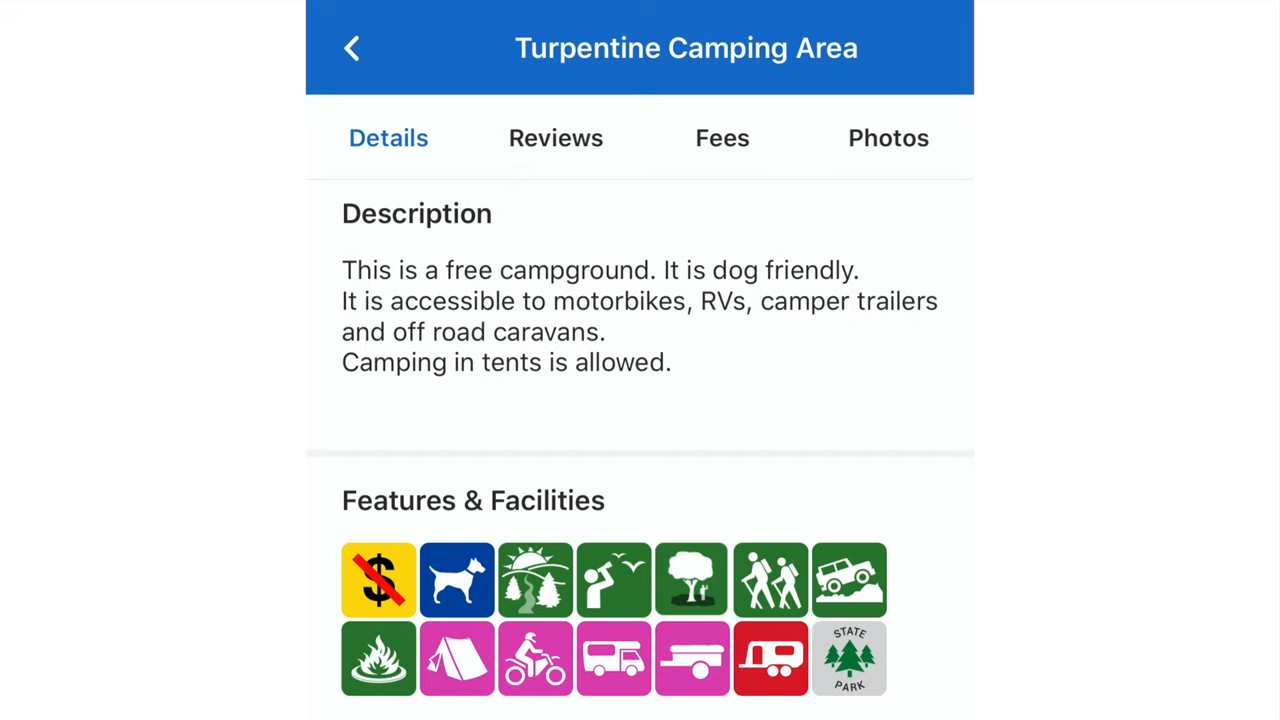 Turpentine Camping Area
Details Reviews Fees Photos
Description
This is a free campground. It is dog friendly.
It is accessible to motorbikes, RVs, camper trailers
and off road caravans.
Camping in tents is allowed.
Features & Facilities
$
STATE
PARK